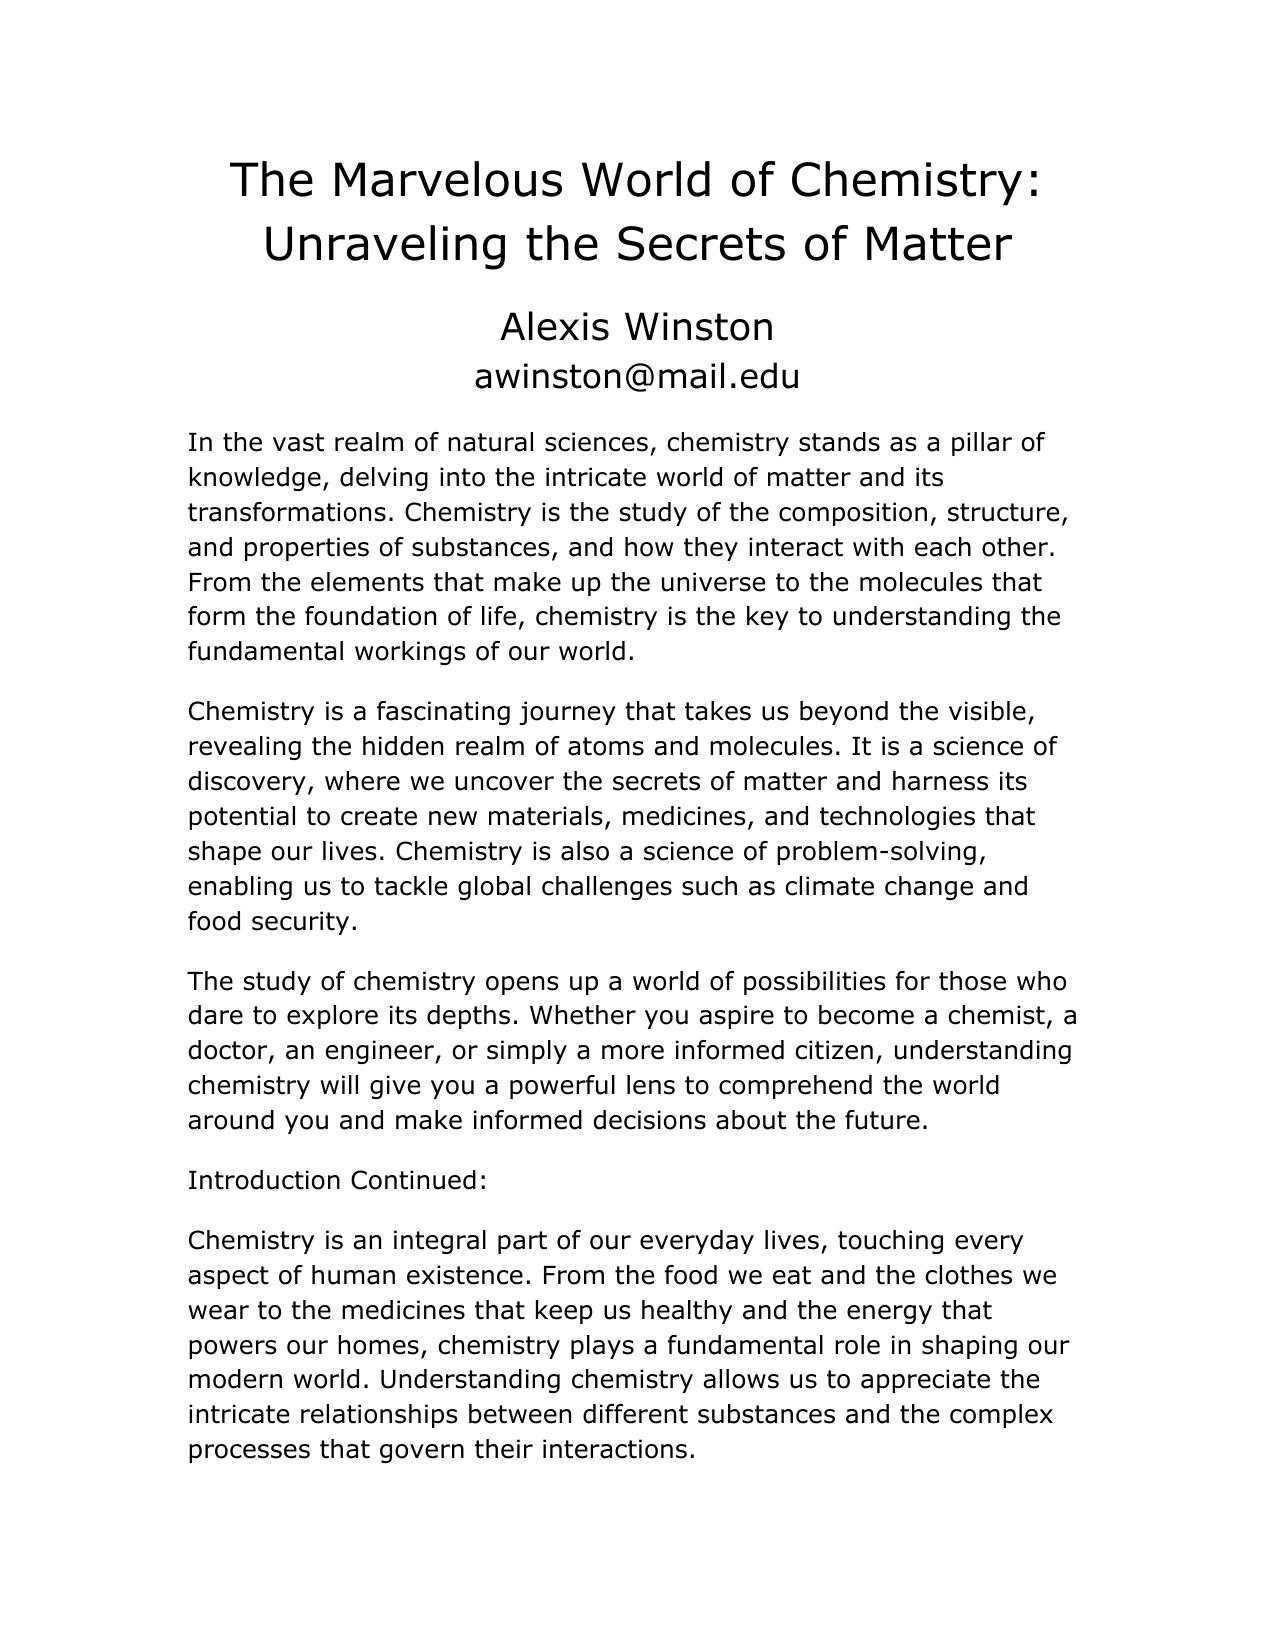 The Marvelous World of Chemistry:
Unraveling the Secrets of Matter
Alexis Winston
awinston@mail.edu
In the vast realm of natural sciences, chemistry stands as a pillar of
knowledge, delving into the intricate world of matter and its
transformations. Chemistry is the study of the composition, structure,
and properties of substances, and how they interact with each other.
From the elements that make up the universe to the molecules that
form the foundation of life, chemistry is the key to understanding the
fundamental workings of our world.
Chemistry is a fascinating journey that takes us beyond the visible,
revealing the hidden realm of atoms and molecules. It is a science of
discovery, where we uncover the secrets of matter and harness its
potential to create new materials, medicines, and technologies that
shape our lives. Chemistry is also a science of problem-solving,
enabling us to tackle global challenges such as climate change and
food security.
The study of chemistry opens up a world of possibilities for those who
dare to explore its depths. Whether you aspire to become a chemist, a
doctor, an engineer, or simply a more informed citizen, understanding
chemistry will give you a powerful lens to comprehend the world
around you and make informed decisions about the future.
Introduction Continued:
Chemistry is an integral part of our everyday lives, touching every
aspect of human existence. From the food we eat and the clothes we
wear to the medicines that keep us healthy and the energy that
powers our homes, chemistry plays a fundamental role in shaping our
modern world. Understanding chemistry allows us to appreciate the
intricate relationships between different substances and the complex
processes that govern their interactions.